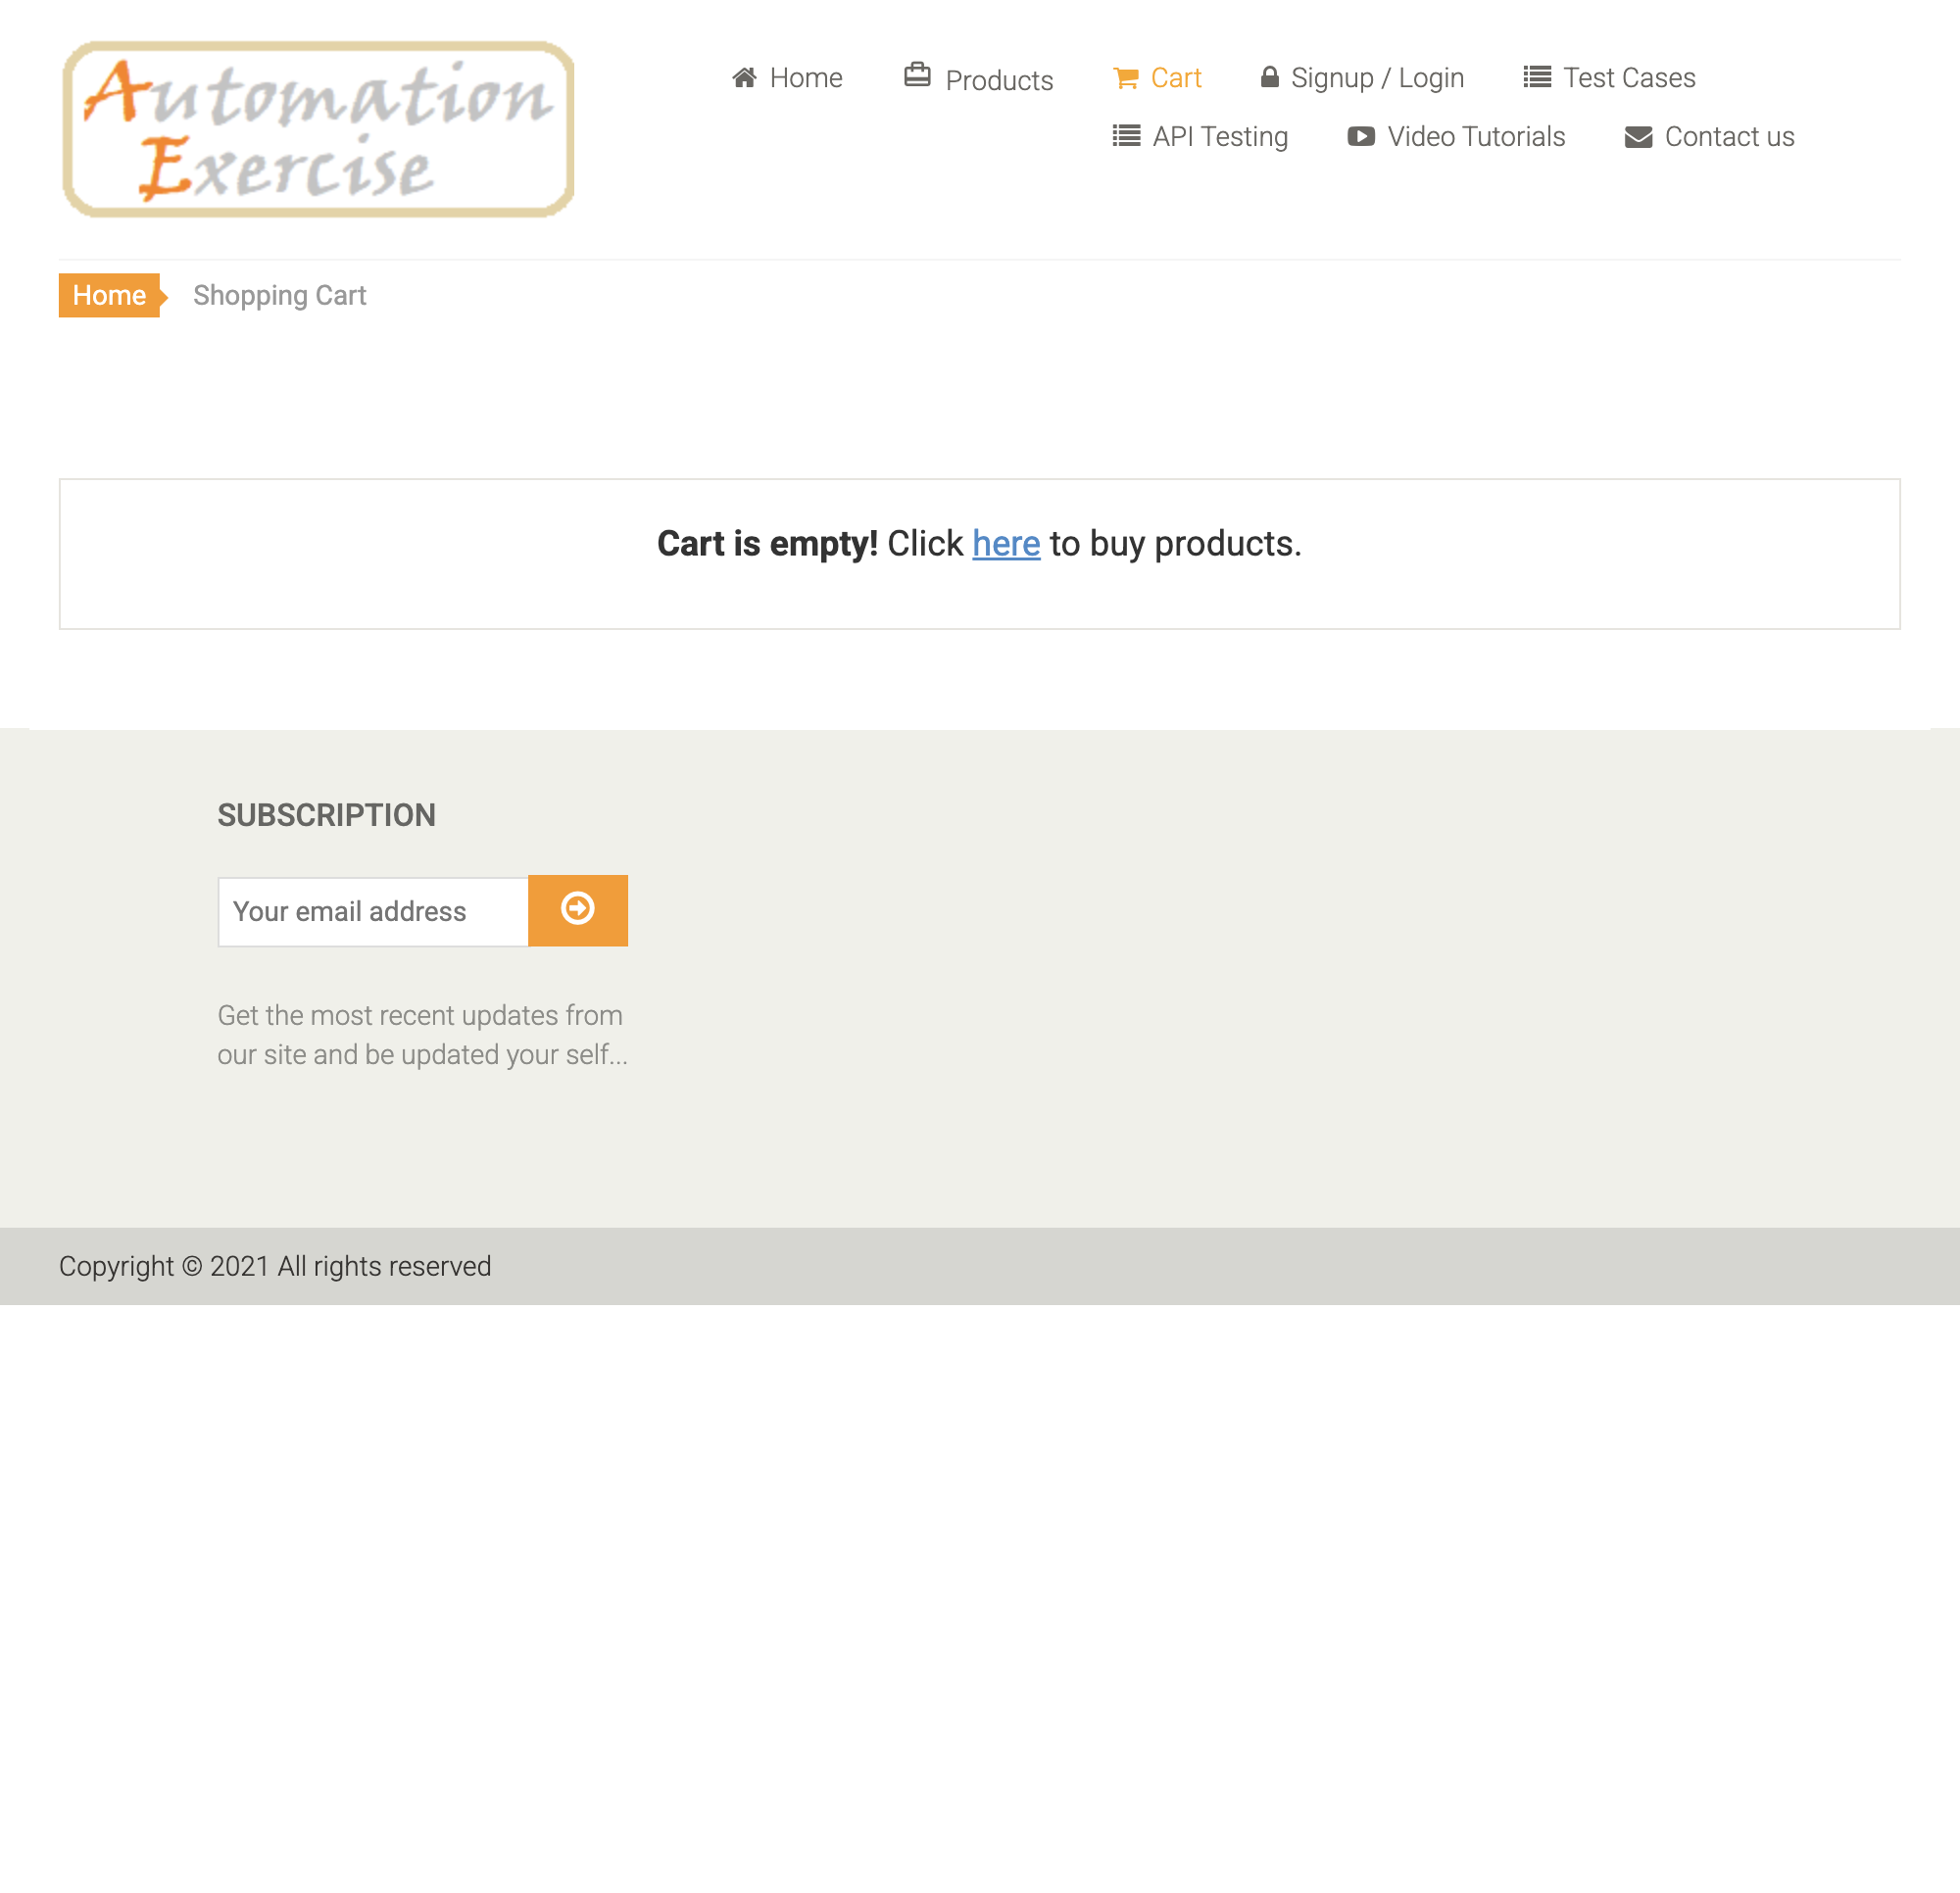 Automation
Exercise
Home Products Cart Signup / Login Test Cases
API Testing Video Tutorials Contact us
Home Shopping Cart
Cart is empty! Click here to buy products.
SUBSCRIPTION
Your email address
Get the most recent updates from
our site and be updated your self...
Copyright © 2021 All rights reserved